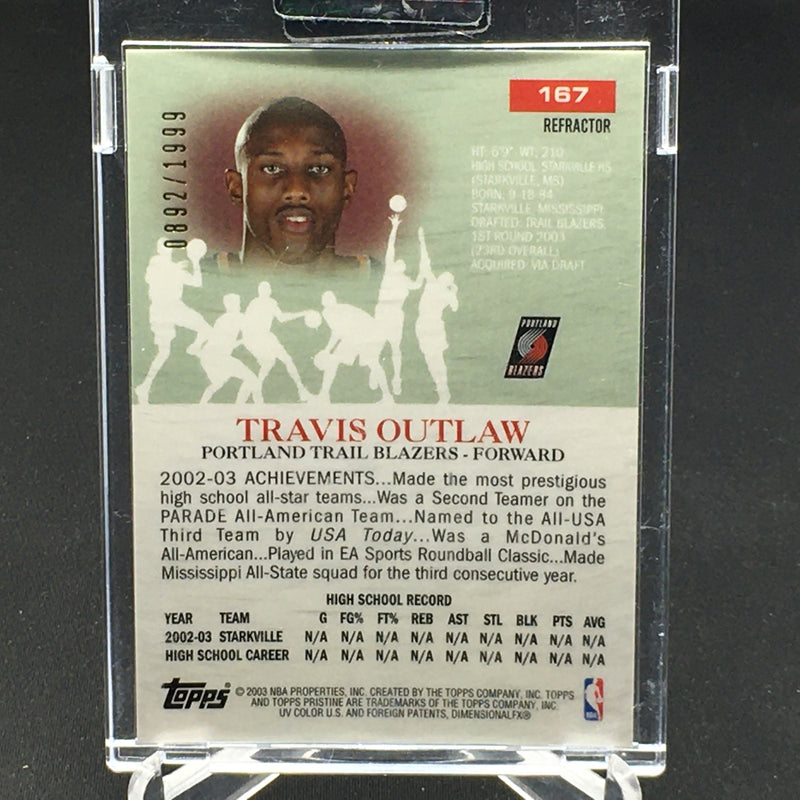 167
REFRACTOR
0892/1999
HT: 6'9" WT: 210
HIGH SCHOOL: STARKVILLE HS
(STARKVILLE, MS)
BORN: 9-18-84
STARKVILLE, MISSISSIPPI
DRAFTED: TRAIL BLAZERS,
1ST ROUND 2003
(23RD OVERALL)
ACQUIRED: VIA DRAFT
PORTLAND
BLAZERS
TRAVIS OUTLAW
PORTLAND TRAIL BLAZERS - FORWARD
2002-03 ACHIEVEMENTS...Made the most prestigious
high school all-star teams...Was a Second Teamer on the
PARADE All-American Team...Named to the All-USA
Third Team by USA Today...Was a McDonald's
All-American...Played in EA Sports Roundball Classic...Made
Mississippi All-State squad for the third consecutive year.
HIGH SCHOOL RECORD
YEAR TEAM G FG% FT% REB AST STL BLK PTS AVG
2002-03 STARKVILLE N/A N/A N/A N/A N/A N/A N/A N/A N/A
HIGH SCHOOL CAREER N/A N/A N/A N/A N/A N/A N/A N/A N/A
topps
© 2003 NBA PROPERTIES, INC. CREATED BY THE TOPPS COMPANY, INC. TOPPS
AND TOPPS PRISTINE ARE TRADEMARKS OF THE TOPPS COMPANY, INC.
UV COLOR U.S. AND FOREIGN PATENTS, DIMENSIONALFX®